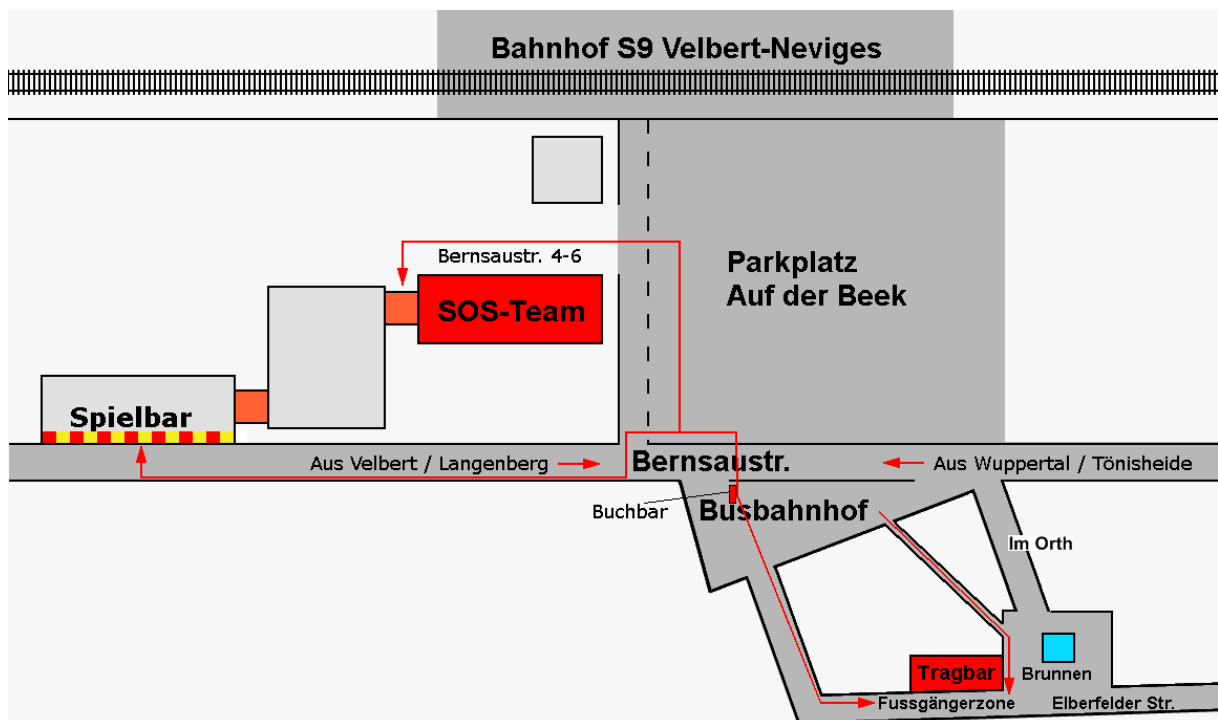 Bahnhof S9 Velbert-Neviges
Bernsaustr. 4-6
Parkplatz
Auf der Beek
SOS-Team
Spielbar
Aus Velbert / Langenberg
Bernsaustr.
Aus Wuppertal / Tönisheide
Buchbar
Busbahnhof
Im Orth
Tragbar
Brunnen
Fussgängerzone
Elberfelder Str.